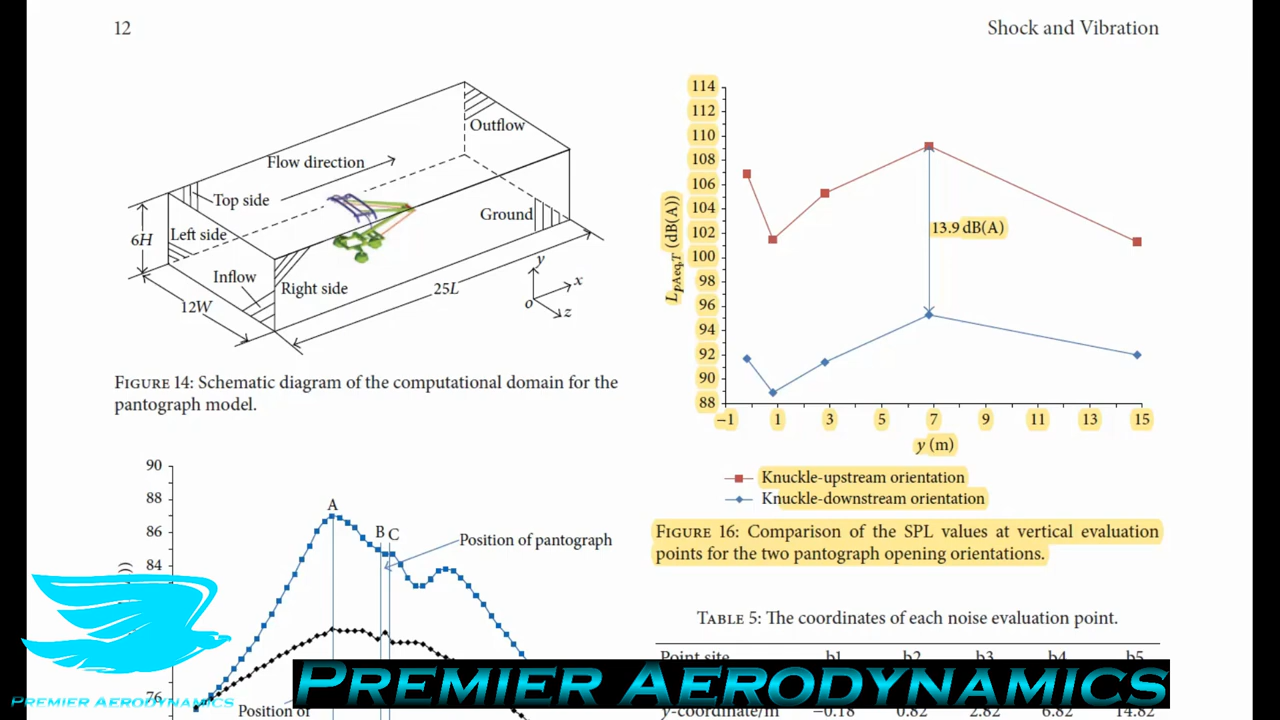 12
Shock and Vibration
Outflow
Flow direction
Top side
Ground
Left side
6H
Inflow
Right side
25L
12W
y
x
o
z
FIGURE 14: Schematic diagram of the computational domain for the
pantograph model.
90
88
86
84
76
A
B C
Position of pantograph
Position of
114
112
110
108
106
104
102
100
98
96
94
92
90
88
LpAeq,T (dB(A))
13.9 dB(A)
−1 1 3 5 7 9 11 13 15
y (m)
Knuckle-upstream orientation
Knuckle-downstream orientation
FIGURE 16: Comparison of the SPL values at vertical evaluation
points for the two pantograph opening orientations.
TABLE 5: The coordinates of each noise evaluation point.
Point site b1 b2 b3 b4 b5
y-coordinate/m −0.18 0.82 2.82 6.82 14.82
PREMIER AERODYNAMICS
PREMIER AERODYNAMICS